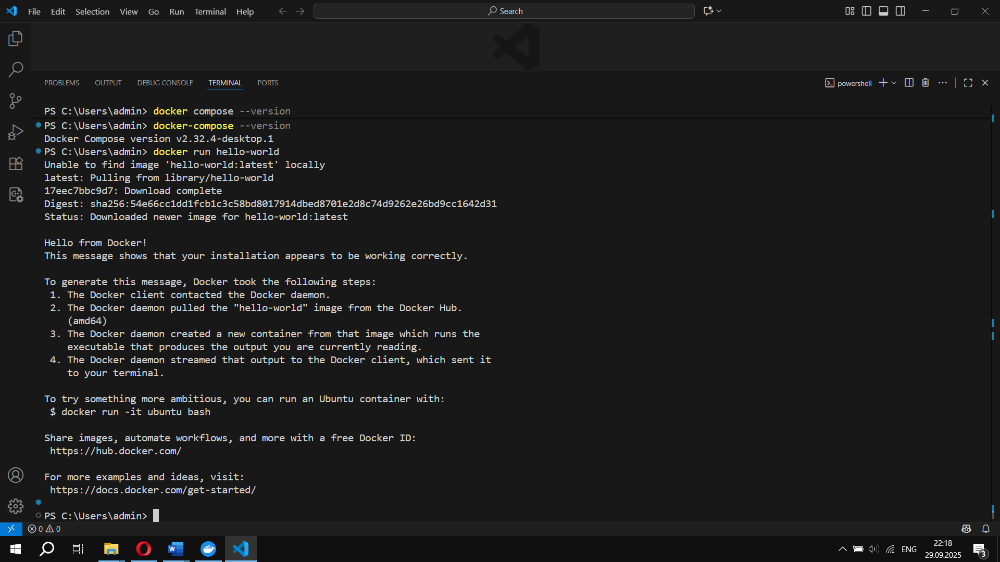 File Edit Selection View Go Run Terminal Help
Search
PROBLEMS OUTPUT DEBUG CONSOLE TERMINAL PORTS
powershell
PS C:\Users\admin> docker compose --version
PS C:\Users\admin> docker-compose --version
Docker Compose version v2.32.4-desktop.1
PS C:\Users\admin> docker run hello-world
Unable to find image 'hello-world:latest' locally
latest: Pulling from library/hello-world
17eec7bbc9d7: Download complete
Digest: sha256:54e66cc1dd1fcb1c3c58bd8017914dbed8701e2d8c74d9262e26bd9cc1642d31
Status: Downloaded newer image for hello-world:latest
Hello from Docker!
This message shows that your installation appears to be working correctly.
To generate this message, Docker took the following steps:
1. The Docker client contacted the Docker daemon.
2. The Docker daemon pulled the "hello-world" image from the Docker Hub.
(amd64)
3. The Docker daemon created a new container from that image which runs the
executable that produces the output you are currently reading.
4. The Docker daemon streamed that output to the Docker client, which sent it
to your terminal.
To try something more ambitious, you can run an Ubuntu container with:
$ docker run -it ubuntu bash
Share images, automate workflows, and more with a free Docker ID:
https://hub.docker.com/
For more examples and ideas, visit:
https://docs.docker.com/get-started/
PS C:\Users\admin>
0 0
ENG
22:18
29.09.2025
3